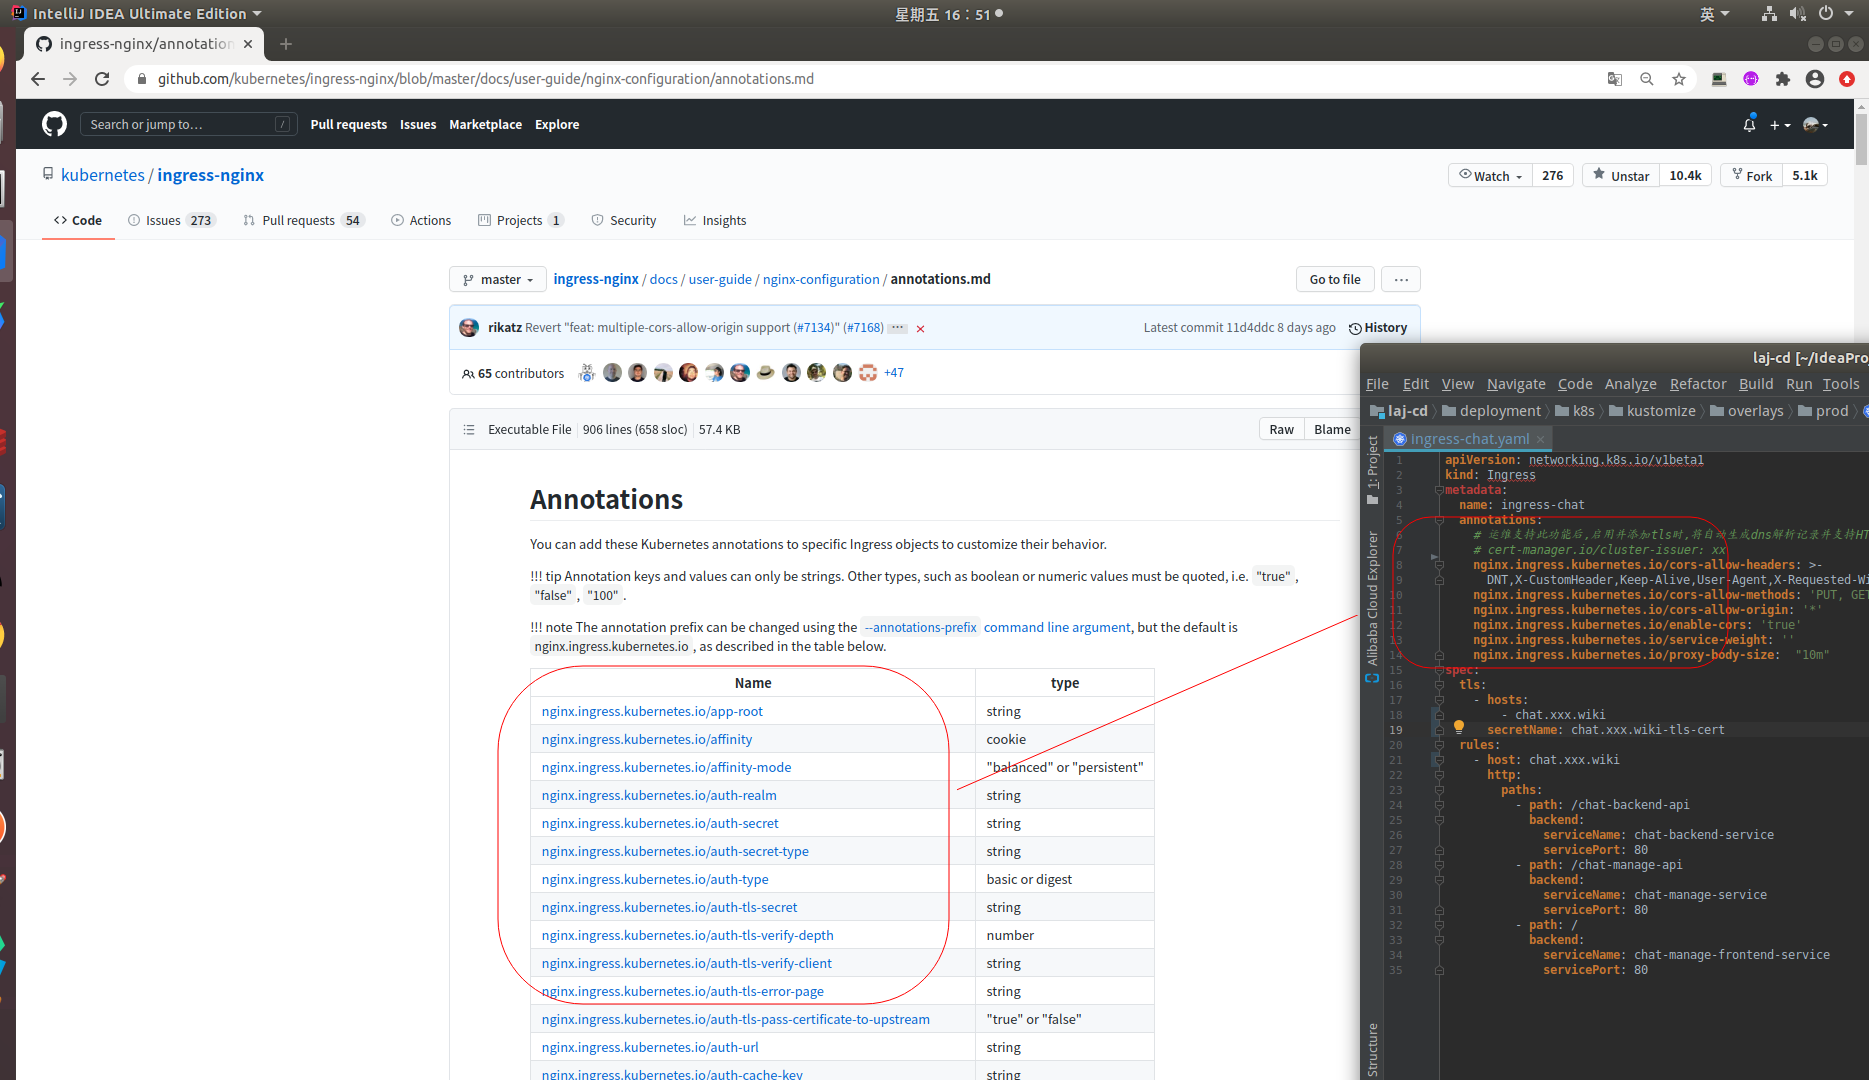 IntelliJ IDEA Ultimate Edition
星期五 16：51
英
ingress-nginx/annotation
github.com/kubernetes/ingress-nginx/blob/master/docs/user-guide/nginx-configuration/annotations.md
Search or jump to…
/
Pull requests
Issues
Marketplace
Explore
kubernetes / ingress-nginx
Watch 276
Unstar 10.4k
Fork 5.1k
Code
Issues 273
Pull requests 54
Actions
Projects 1
Security
Insights
master
ingress-nginx / docs / user-guide / nginx-configuration / annotations.md
Go to file
rikatz Revert "feat: multiple-cors-allow-origin support (#7134)" (#7168)
Latest commit 11d4ddc 8 days ago
History
65 contributors
+47
Executable File 906 lines (658 sloc) 57.4 KB
Raw
Blame
Annotations
You can add these Kubernetes annotations to specific Ingress objects to customize their behavior.
!!! tip Annotation keys and values can only be strings. Other types, such as boolean or numeric values must be quoted, i.e. "true" ,
"false" , "100" .
!!! note The annotation prefix can be changed using the --annotations-prefix command line argument, but the default is
nginx.ingress.kubernetes.io , as described in the table below.
Name type
nginx.ingress.kubernetes.io/app-root string
nginx.ingress.kubernetes.io/affinity cookie
nginx.ingress.kubernetes.io/affinity-mode "balanced" or "persistent"
nginx.ingress.kubernetes.io/auth-realm string
nginx.ingress.kubernetes.io/auth-secret string
nginx.ingress.kubernetes.io/auth-secret-type string
nginx.ingress.kubernetes.io/auth-type basic or digest
nginx.ingress.kubernetes.io/auth-tls-secret string
nginx.ingress.kubernetes.io/auth-tls-verify-depth number
nginx.ingress.kubernetes.io/auth-tls-verify-client string
nginx.ingress.kubernetes.io/auth-tls-error-page string
nginx.ingress.kubernetes.io/auth-tls-pass-certificate-to-upstream "true" or "false"
nginx.ingress.kubernetes.io/auth-url string
nginx.ingress.kubernetes.io/auth-cache-key string
laj-cd [~/IdeaPro
File Edit View Navigate Code Analyze Refactor Build Run Tools
laj-cd deployment k8s kustomize overlays prod
1: Project
Alibaba Cloud Explorer
Structure
ingress-chat.yaml
1 apiVersion: networking.k8s.io/v1beta1
2 kind: Ingress
3 metadata:
4 name: ingress-chat
5 annotations:
6 # 运维支持此功能后,启用并添加tls时,将自动生成dns解析记录并支持HT
7 # cert-manager.io/cluster-issuer: xx
8 nginx.ingress.kubernetes.io/cors-allow-headers: >-
9 DNT,X-CustomHeader,Keep-Alive,User-Agent,X-Requested-Wi
10 nginx.ingress.kubernetes.io/cors-allow-methods: 'PUT, GET
11 nginx.ingress.kubernetes.io/cors-allow-origin: '*'
12 nginx.ingress.kubernetes.io/enable-cors: 'true'
13 nginx.ingress.kubernetes.io/service-weight: ''
14 nginx.ingress.kubernetes.io/proxy-body-size: "10m"
15 spec:
16 tls:
17 - hosts:
18 - chat.xxx.wiki
19 secretName: chat.xxx.wiki-tls-cert
20 rules:
21 - host: chat.xxx.wiki
22 http:
23 paths:
24 - path: /chat-backend-api
25 backend:
26 serviceName: chat-backend-service
27 servicePort: 80
28 - path: /chat-manage-api
29 backend:
30 serviceName: chat-manage-service
31 servicePort: 80
32 - path: /
33 backend:
34 serviceName: chat-manage-frontend-service
35 servicePort: 80